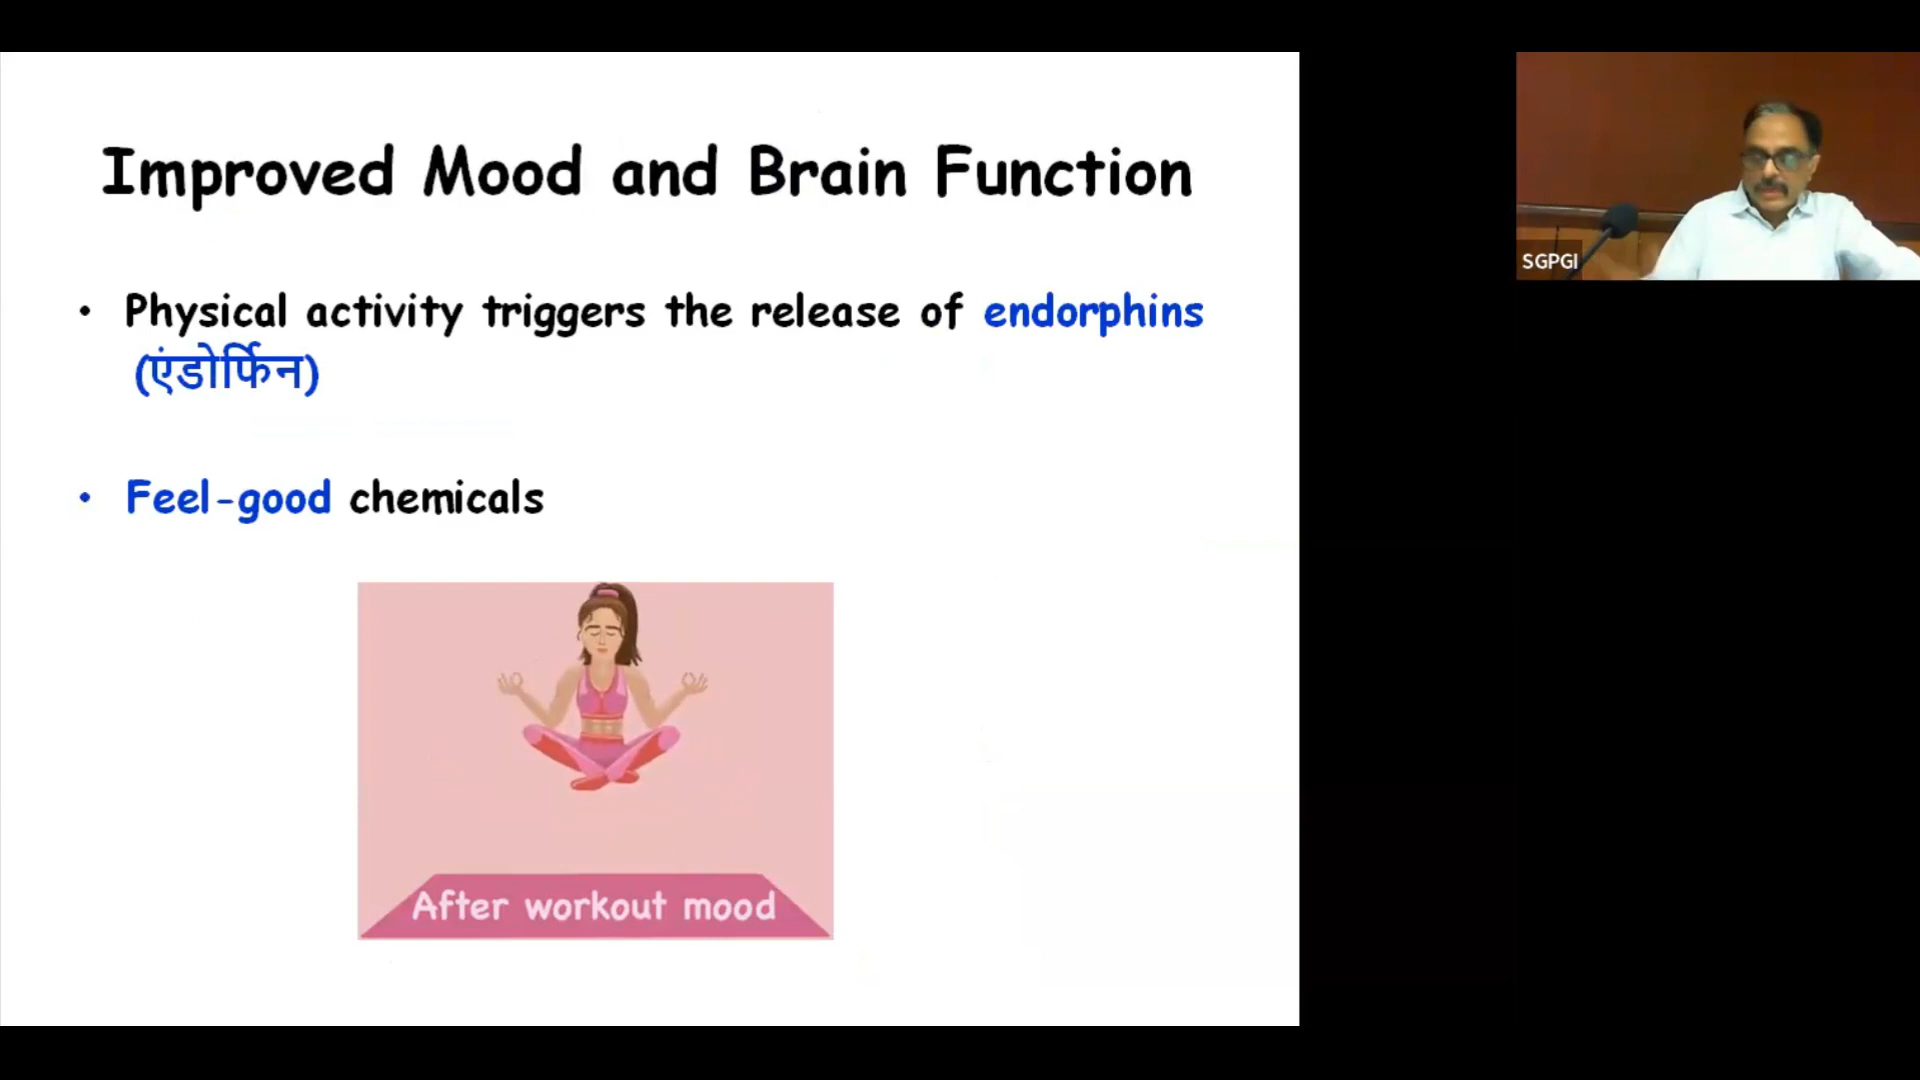 Improved Mood and Brain Function
• Physical activity triggers the release of endorphins
(एंडोर्फिन)
• Feel-good chemicals
After workout mood
SGPGI